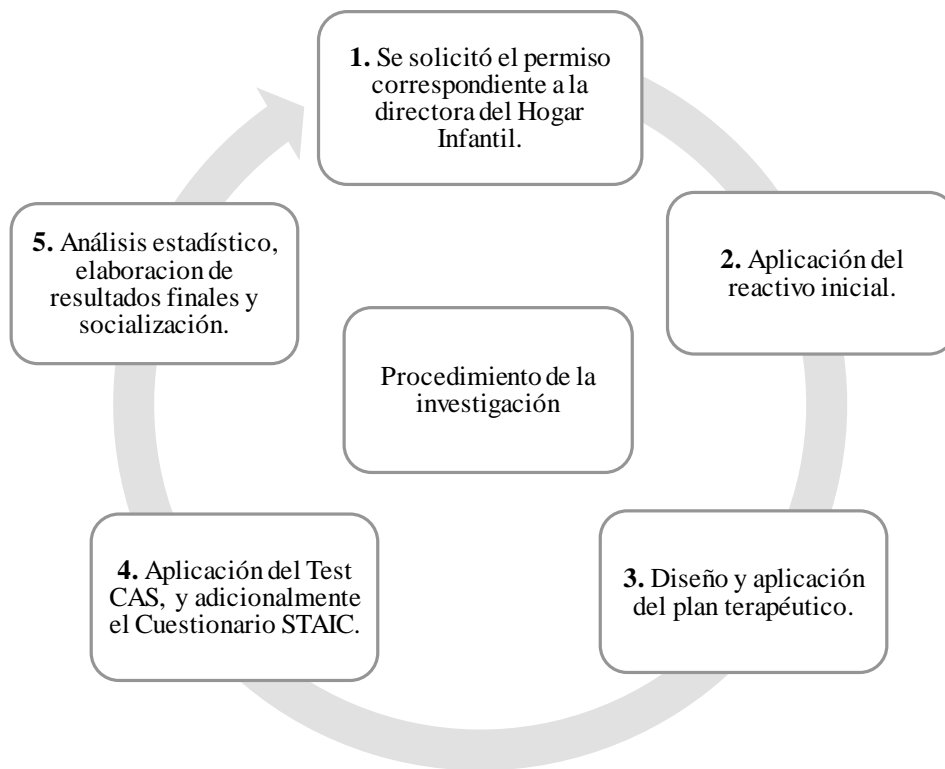 1. Se solicitó el permiso
correspondiente a la
directora del Hogar
Infantil.
2. Aplicación del
reactivo inicial.
3. Diseño y aplicación
del plan terapéutico.
4. Aplicación del Test
CAS, y adicionalmente
el Cuestionario STAIC.
5. Análisis estadístico,
elaboracion de
resultados finales y
socialización.
Procedimiento de la
investigación